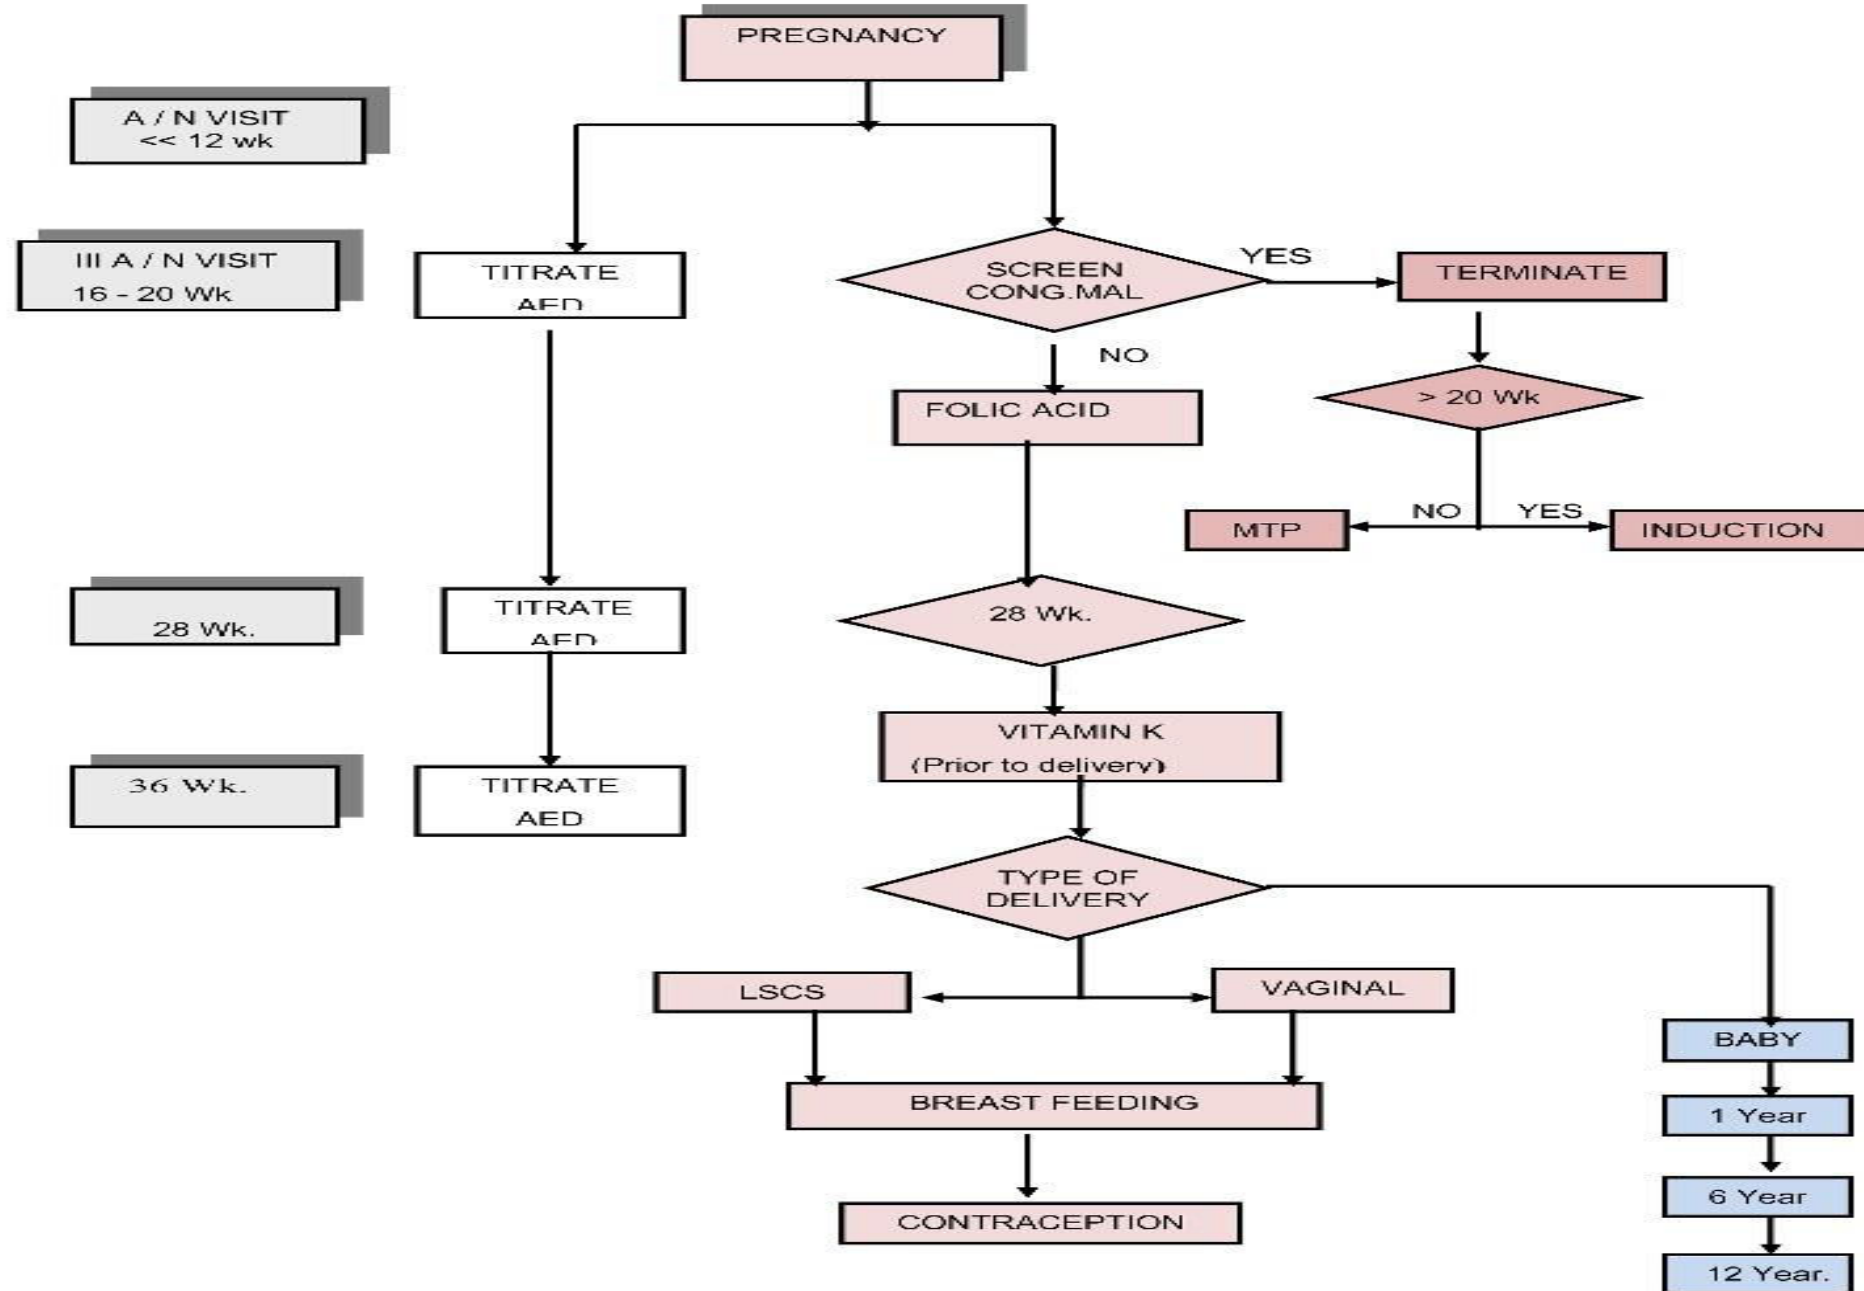 PREGNANCY
A / N VISIT
<< 12 wk
III A / N VISIT
16 - 20 Wk
TITRATE
AED
SCREEN
CONG.MAL
YES
TERMINATE
NO
FOLIC ACID
> 20 Wk
NO
YES
MTP
INDUCTION
28 Wk.
TITRATE
AED
28 Wk.
VITAMIN K
(Prior to delivery)
36 Wk.
TITRATE
AED
TYPE OF
DELIVERY
LSCS
VAGINAL
BABY
BREAST FEEDING
1 Year
6 Year
CONTRACEPTION
12 Year.